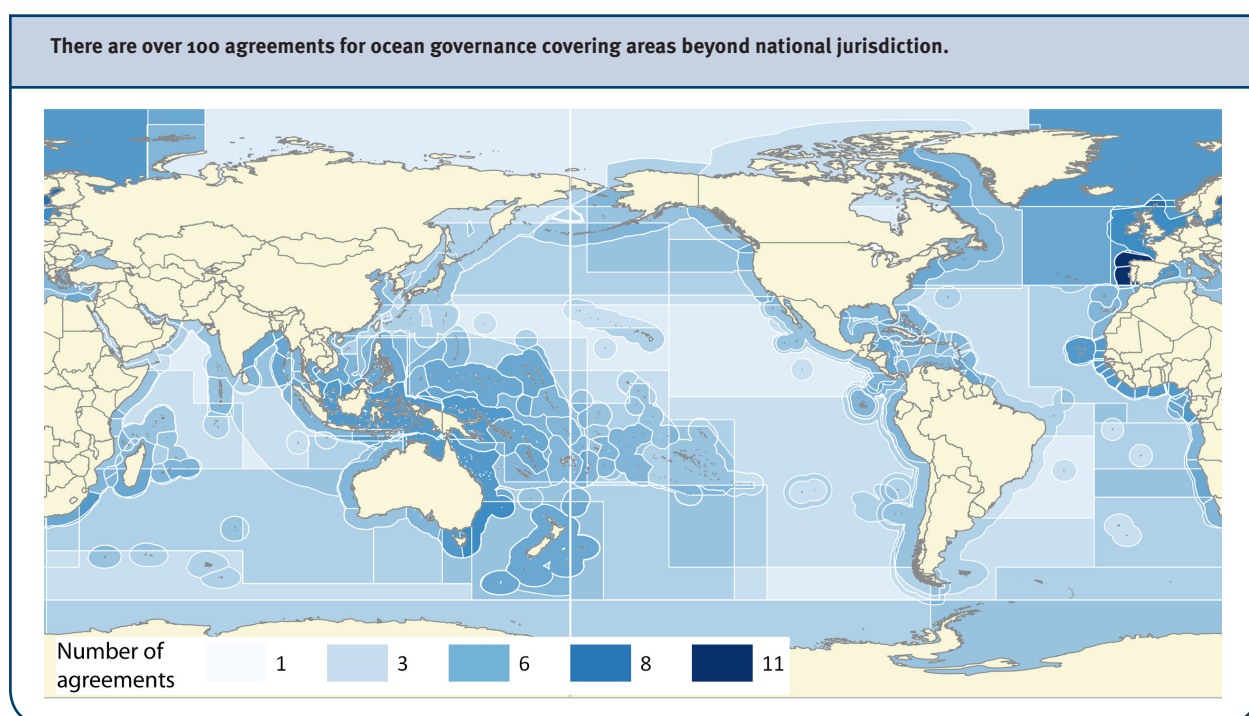 There are over 100 agreements for ocean governance covering areas beyond national jurisdiction.
Number of
agreements
1
3
6
8
11